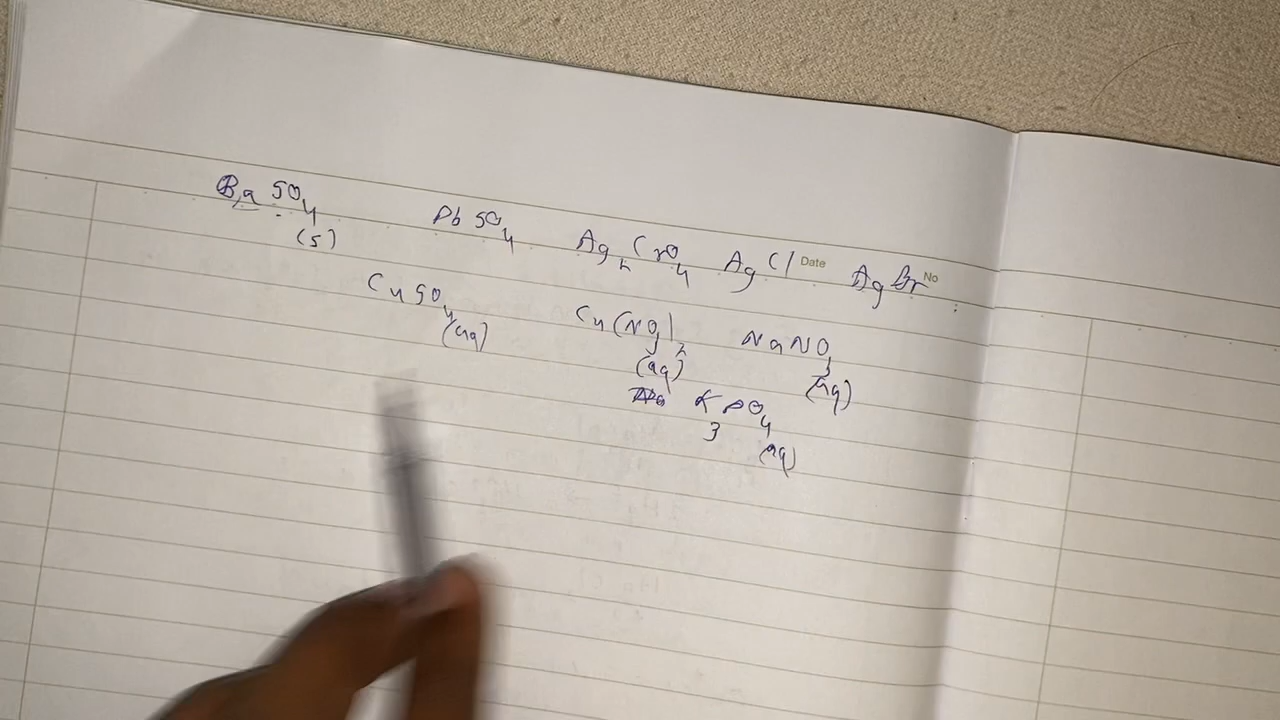 BaSO4 PbSO4 Ag2CrO4 AgCl Date AgBr No
(s)
CuSO4 Cu(NO3)2 NaNO3
(aq) (aq) (aq)
K3PO4
(aq)